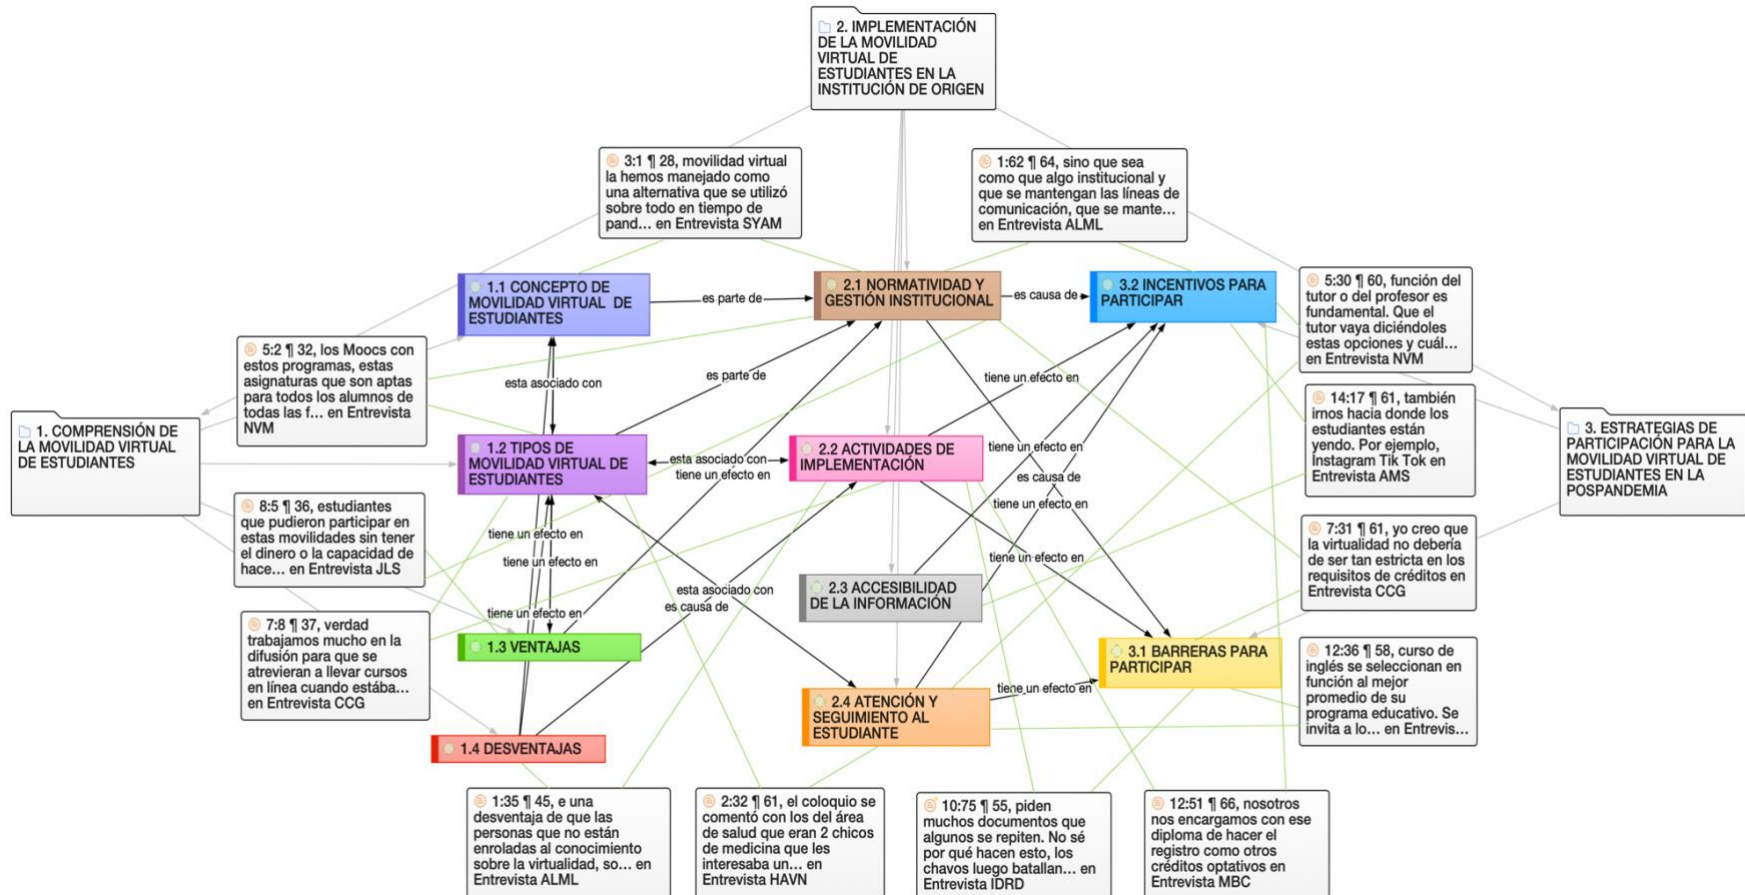 2. IMPLEMENTACIÓN
DE LA MOVILIDAD
VIRTUAL DE
ESTUDIANTES EN LA
INSTITUCIÓN DE ORIGEN
3:1 ¶ 28, movilidad virtual
la hemos manejado como
una alternativa que se utilizó
sobre todo en tiempo de
pand… en Entrevista SYAM
1:62 ¶ 64, sino que sea
como que algo institucional y
que se mantengan las líneas de
comunicación, que se mante…
en Entrevista ALML
1.1 CONCEPTO DE
MOVILIDAD VIRTUAL DE
ESTUDIANTES
es parte de
2.1 NORMATIVIDAD Y
GESTIÓN INSTITUCIONAL
es causa de
3.2 INCENTIVOS PARA
PARTICIPAR
5:30 ¶ 60, función del
tutor o del profesor es
fundamental. Que el
tutor vaya diciéndoles
estas opciones y cuál…
en Entrevista NVM
5:2 ¶ 32, los Moocs con
estos programas, estas
asignaturas que son aptas
para todos los alumnos de
todas las f… en Entrevista
NVM
esta asociado con
es parte de
tiene un efecto en
14:17 ¶ 61, también
irnos hacia donde los
estudiantes están
yendo. Por ejemplo,
Instagram Tik Tok en
Entrevista AMS
1. COMPRENSIÓN DE
LA MOVILIDAD VIRTUAL
DE ESTUDIANTES
3. ESTRATEGIAS DE
PARTICIPACIÓN PARA LA
MOVILIDAD VIRTUAL DE
ESTUDIANTES EN LA
POSPANDEMIA
1.2 TIPOS DE
MOVILIDAD VIRTUAL DE
ESTUDIANTES
esta asociado con
tiene un efecto en
2.2 ACTIVIDADES DE
IMPLEMENTACIÓN
tiene un efecto en
es causa de
tiene un efecto en
8:5 ¶ 36, estudiantes
que pudieron participar en
estas movilidades sin tener
el dinero o la capacidad de
hace… en Entrevista JLS
tiene un efecto en
tiene un efecto en
tiene un efecto en
7:31 ¶ 61, yo creo que
la virtualidad no debería
de ser tan estricta en los
requisitos de créditos en
Entrevista CCG
esta asociado con
es causa de
2.3 ACCESIBILIDAD
DE LA INFORMACIÓN
tiene un efecto en
7:8 ¶ 37, verdad
trabajamos mucho en la
difusión para que se
atrevieran a llevar cursos
en línea cuando estába…
en Entrevista CCG
1.3 VENTAJAS
3.1 BARRERAS PARA
PARTICIPAR
12:36 ¶ 58, curso de
inglés se seleccionan en
función al mejor
promedio de su
programa educativo. Se
invita a lo… en Entrevis…
2.4 ATENCIÓN Y
SEGUIMIENTO AL
ESTUDIANTE
tiene un efecto en
1.4 DESVENTAJAS
1:35 ¶ 45, e una
desventaja de que las
personas que no están
enroladas al conocimiento
sobre la virtualidad, so… en
Entrevista ALML
2:32 ¶ 61, el coloquio se
comentó con los del área
de salud que eran 2 chicos
de medicina que les
interesaba un… en
Entrevista HAVN
10:75 ¶ 55, piden
muchos documentos que
algunos se repiten. No sé
por qué hacen esto, los
chavos luego batallan… en
Entrevista IDRD
12:51 ¶ 66, nosotros
nos encargamos con ese
diploma de hacer el
registro como otros
créditos optativos en
Entrevista MBC